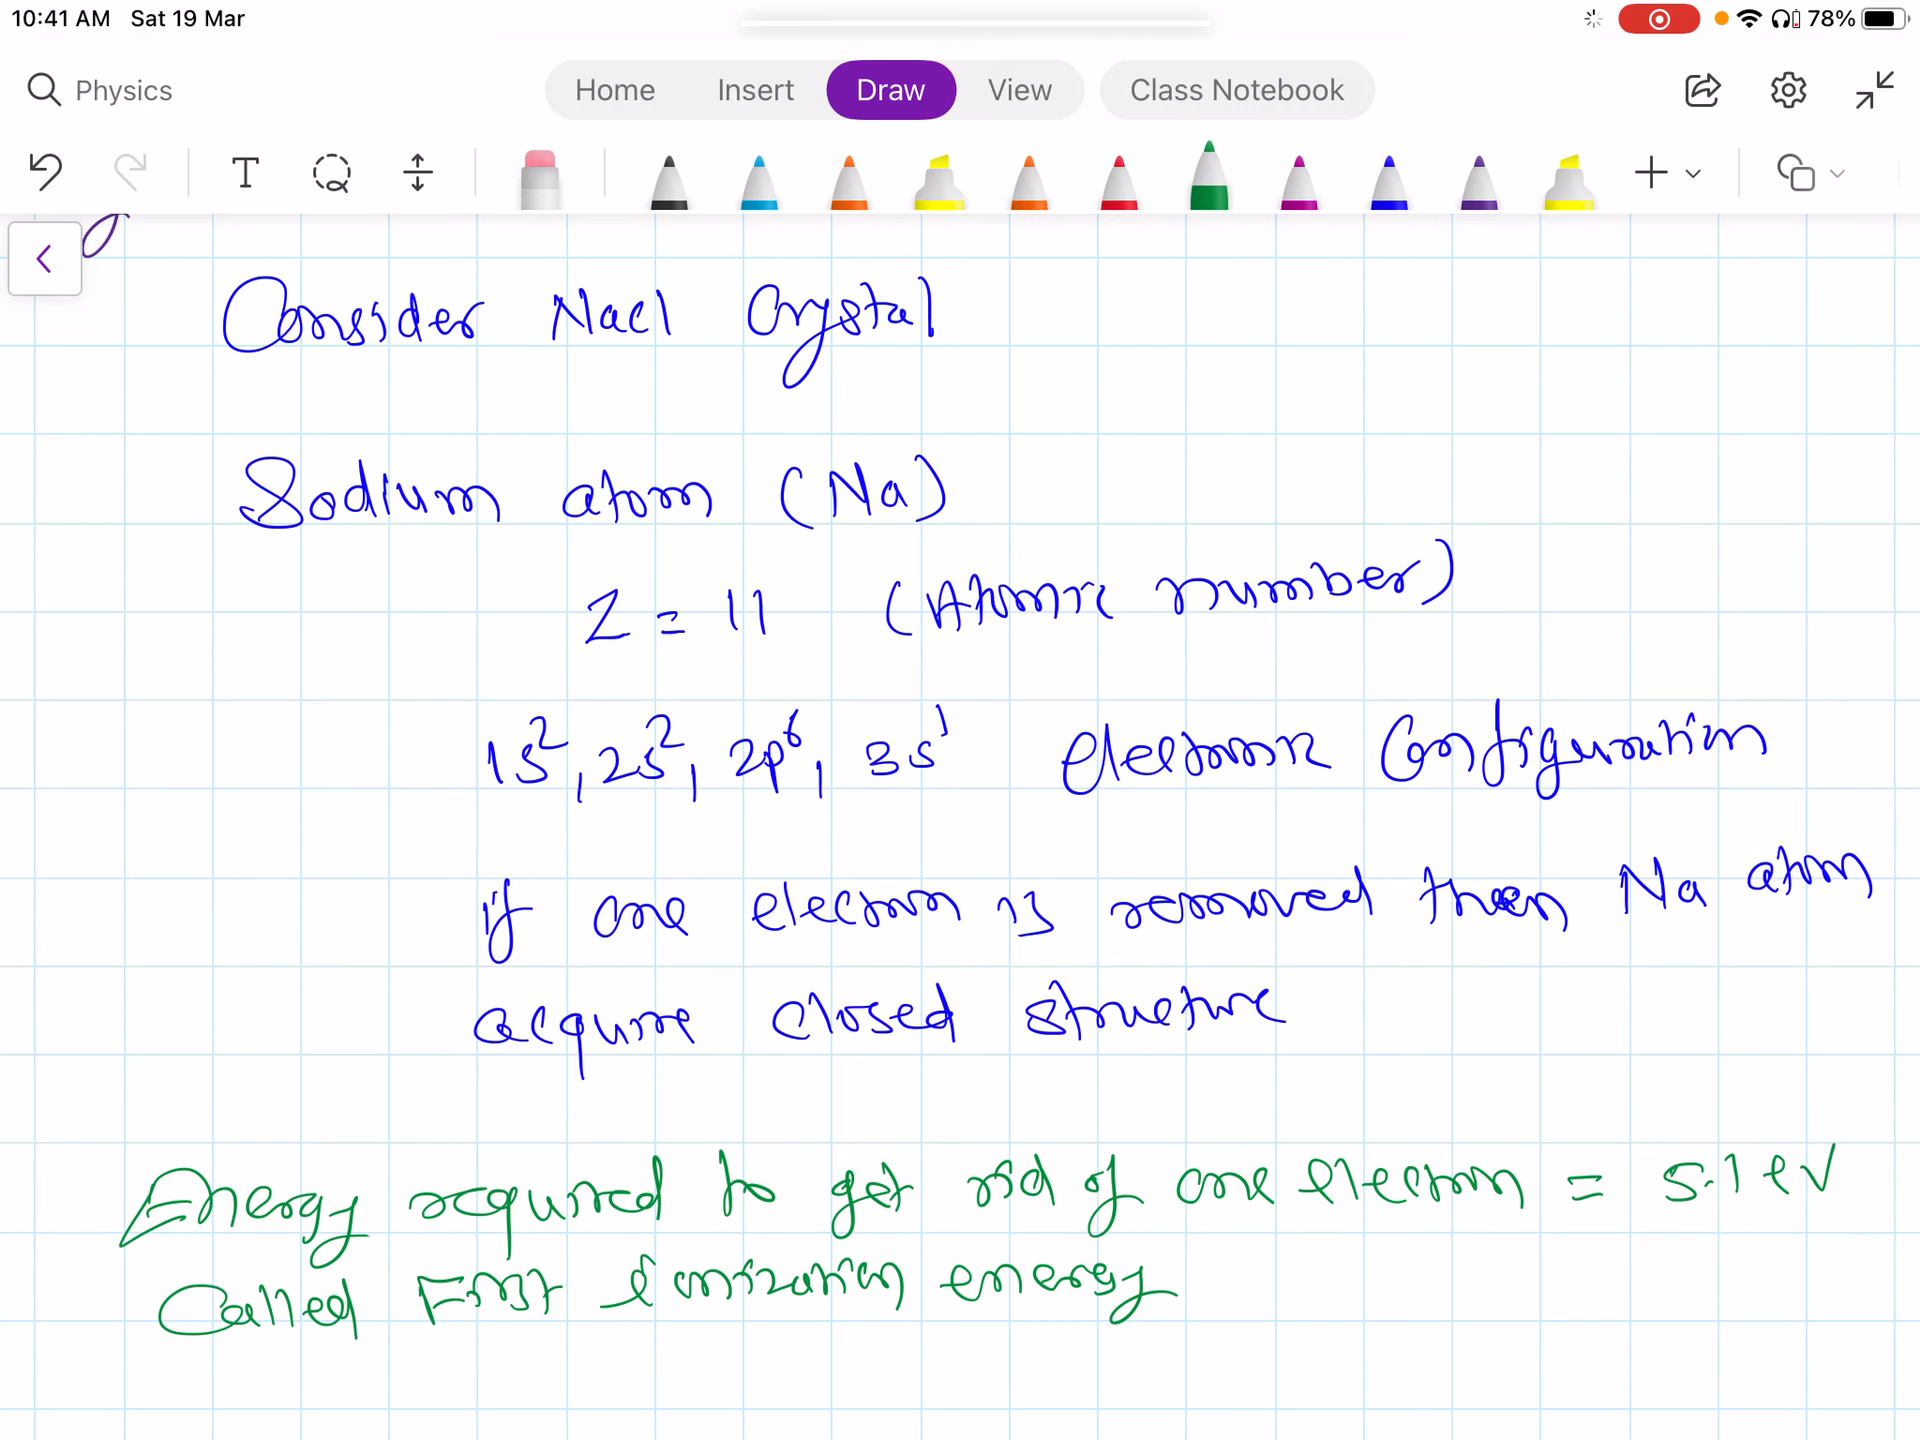 10:41 AM Sat 19 Mar
78%
Physics
Home Insert Draw View Class Notebook
T
Consider Nacl Crystal
Sodium atom (Na)
Z = 11 (Atomic number)
1s², 2s², 2p⁶, 3s¹ electronic Configuration
if one electron is removed then Na atom
acquire closed structure
Energy required to get rid of one electron = 5.1 eV
Called First ionization energy